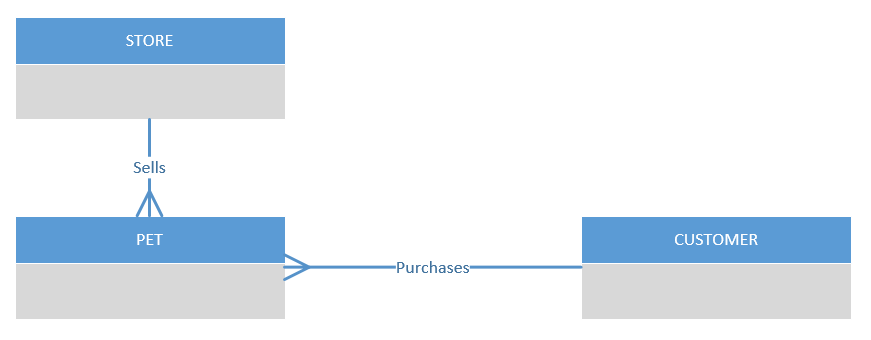 STORE
Sells
PET
Purchases
CUSTOMER